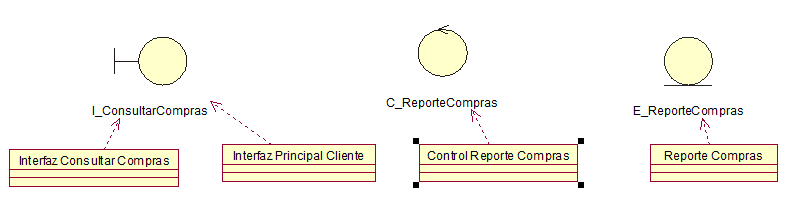 I_ConsultarCompras
C_ReporteCompras
E_ReporteCompras
Interfaz Consultar Compras
Interfaz Principal Cliente
Control Reporte Compras
Reporte Compras